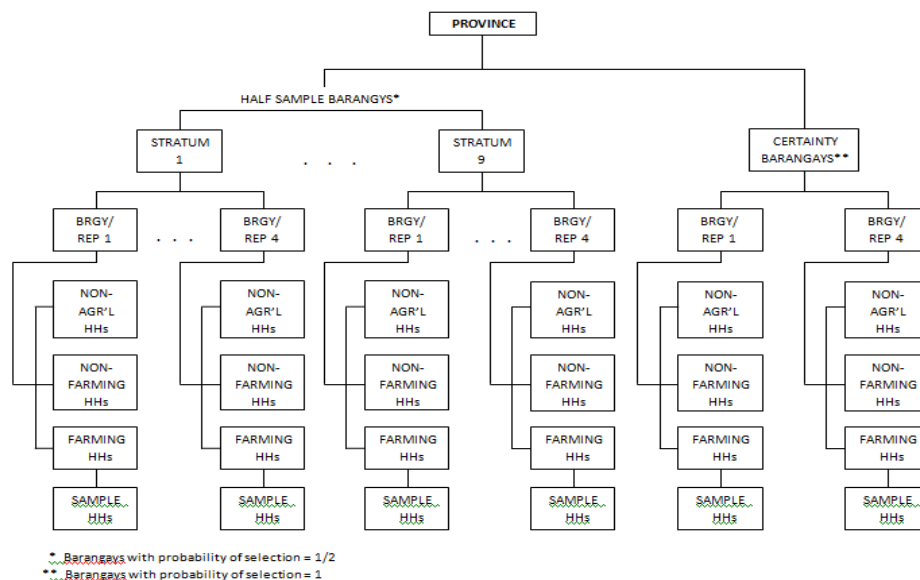 PROVINCE
HALF SAMPLE BARANGYS*
STRATUM
1
. . .
STRATUM
9
CERTAINTY
BARANGAYS**
BRGY/
REP 1
. . .
BRGY/
REP 4
BRGY/
REP 1
. . .
BRGY/
REP 4
BRGY/
REP 1
BRGY/
REP 4
NON-
AGR'L
HHs
NON-
AGR'L
HHs
NON-
AGR'L
HHs
NON-
AGR'L
HHs
NON-
AGR'L
HHs
NON-
AGR'L
HHs
NON-
FARMING
HHs
NON-
FARMING
HHs
NON-
FARMING
HHs
NON-
FARMING
HHs
NON-
FARMING
HHs
NON-
FARMING
HHs
FARMING
HHs
FARMING
HHs
FARMING
HHs
FARMING
HHs
FARMING
HHs
FARMING
HHs
SAMPLE
HHs
SAMPLE
HHs
SAMPLE
HHs
SAMPLE
HHs
SAMPLE
HHs
SAMPLE
HHs
* Barangays with probability of selection = 1/2
** Barangays with probability of selection = 1